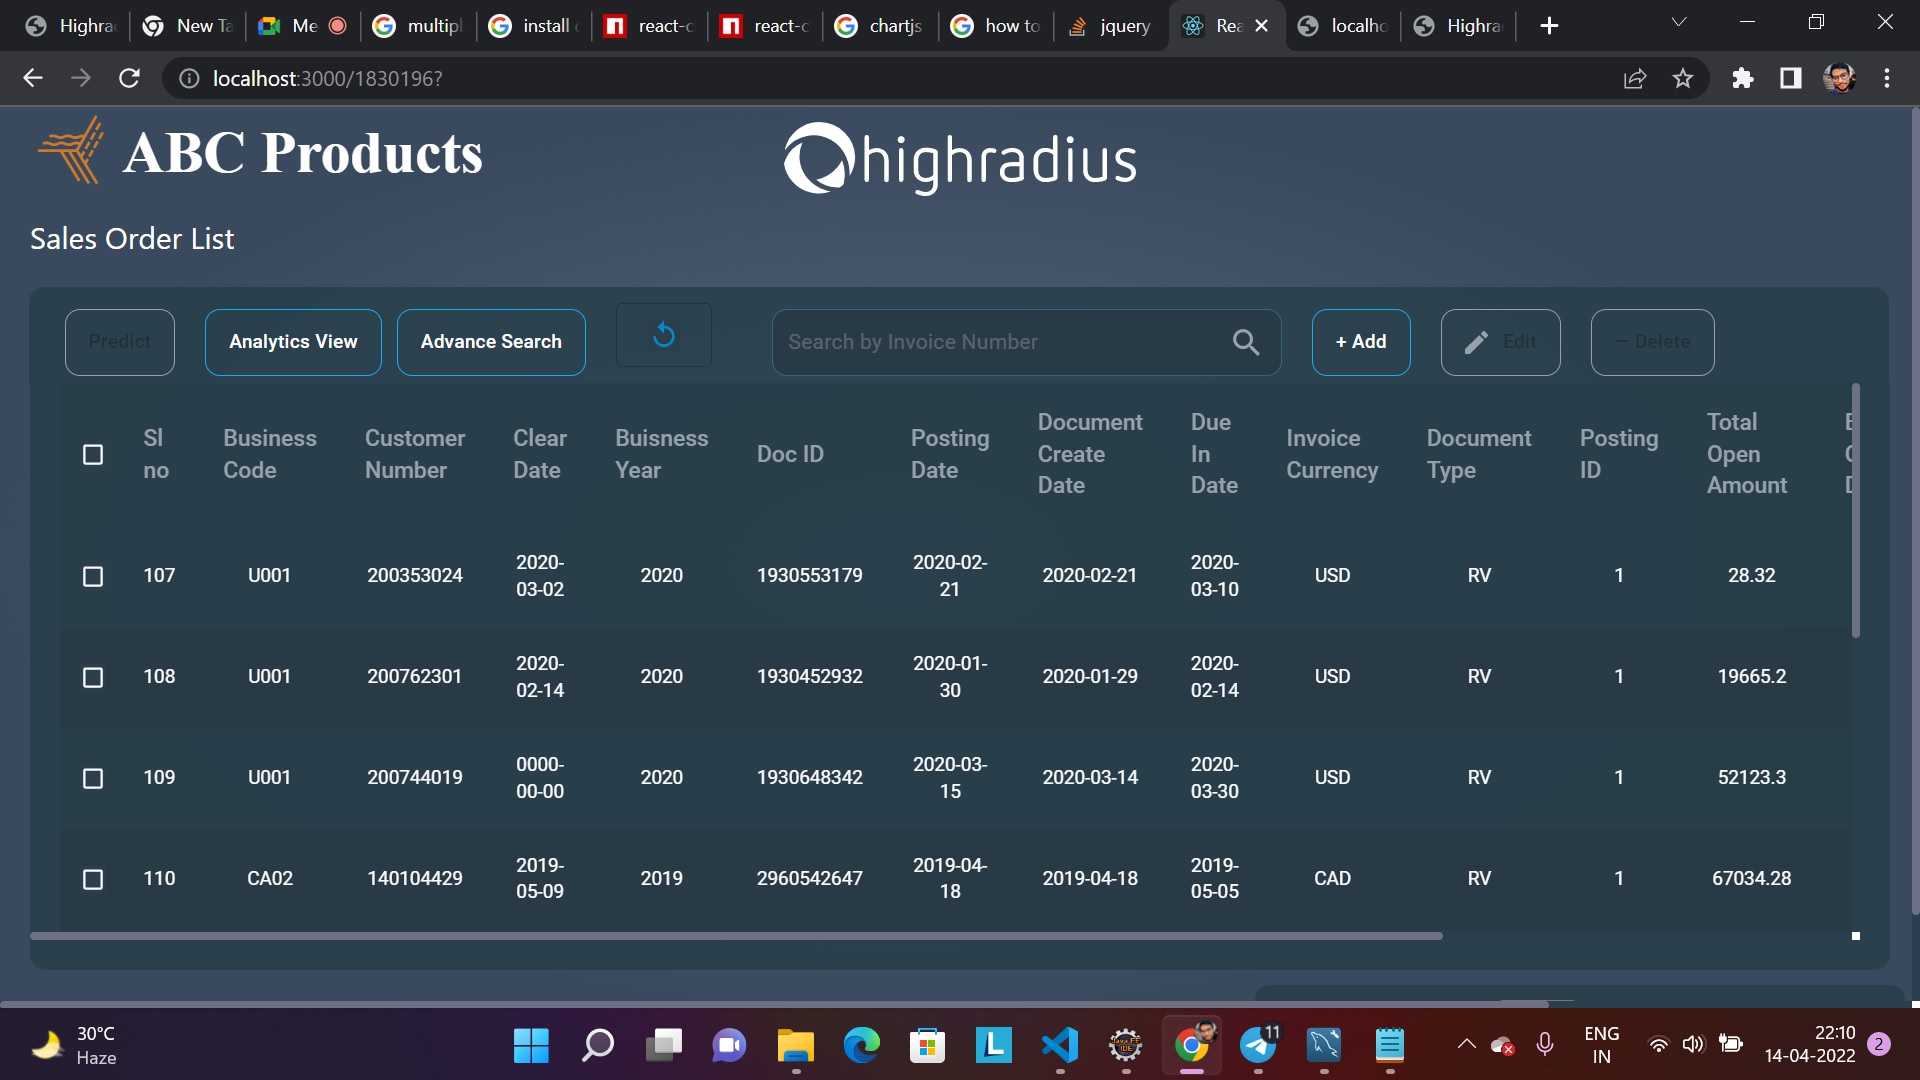 Highra New Ta Me multipl install react-c react-c chartjs how to jquery Rea localho Highra
localhost:3000/1830196?
ABC Products
highradius
Sales Order List
Predict Analytics View Advance Search Search by Invoice Number + Add Edit — Delete
Sl no Business Code Customer Number Clear Date Buisness Year Doc ID Posting Date Document Create Date Due In Date Invoice Currency Document Type Posting ID Total Open Amount
107 U001 200353024 2020-03-02 2020 1930553179 2020-02-21 2020-02-21 2020-03-10 USD RV 1 28.32
108 U001 200762301 2020-02-14 2020 1930452932 2020-01-30 2020-01-29 2020-02-14 USD RV 1 19665.2
109 U001 200744019 0000-00-00 2020 1930648342 2020-03-15 2020-03-14 2020-03-30 USD RV 1 52123.3
110 CA02 140104429 2019-05-09 2019 2960542647 2019-04-18 2019-04-18 2019-05-05 CAD RV 1 67034.28
30°C
Haze
L
11
ENG
IN
22:10
14-04-2022
2